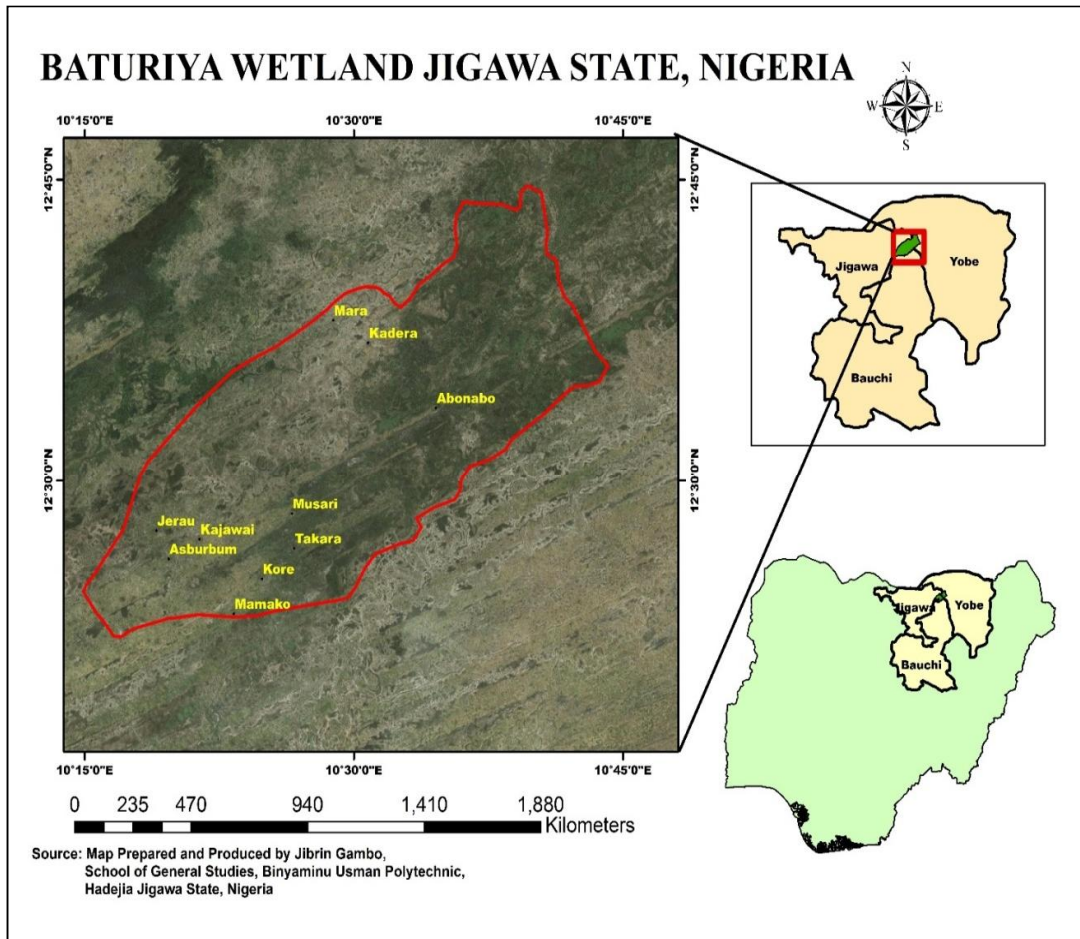 BATURIYA WETLAND JIGAWA STATE, NIGERIA
N
W E
S
10°15'0"E 10°30'0"E 10°45'0"E
12°45'0"N 12°45'0"N
Mara
Kadera
Abonabo
12°30'0"N 12°30'0"N
Musari
Jerau
Kajawai
Takara
Asburbum
Kore
Mamako
10°15'0"E 10°30'0"E 10°45'0"E
Jigawa
Yobe
Bauchi
Jigawa
Yobe
Bauchi
0 235 470 940 1,410 1,880
Kilometers
Source: Map Prepared and Produced by Jibrin Gambo,
School of General Studies, Binyaminu Usman Polytechnic,
Hadejia Jigawa State, Nigeria